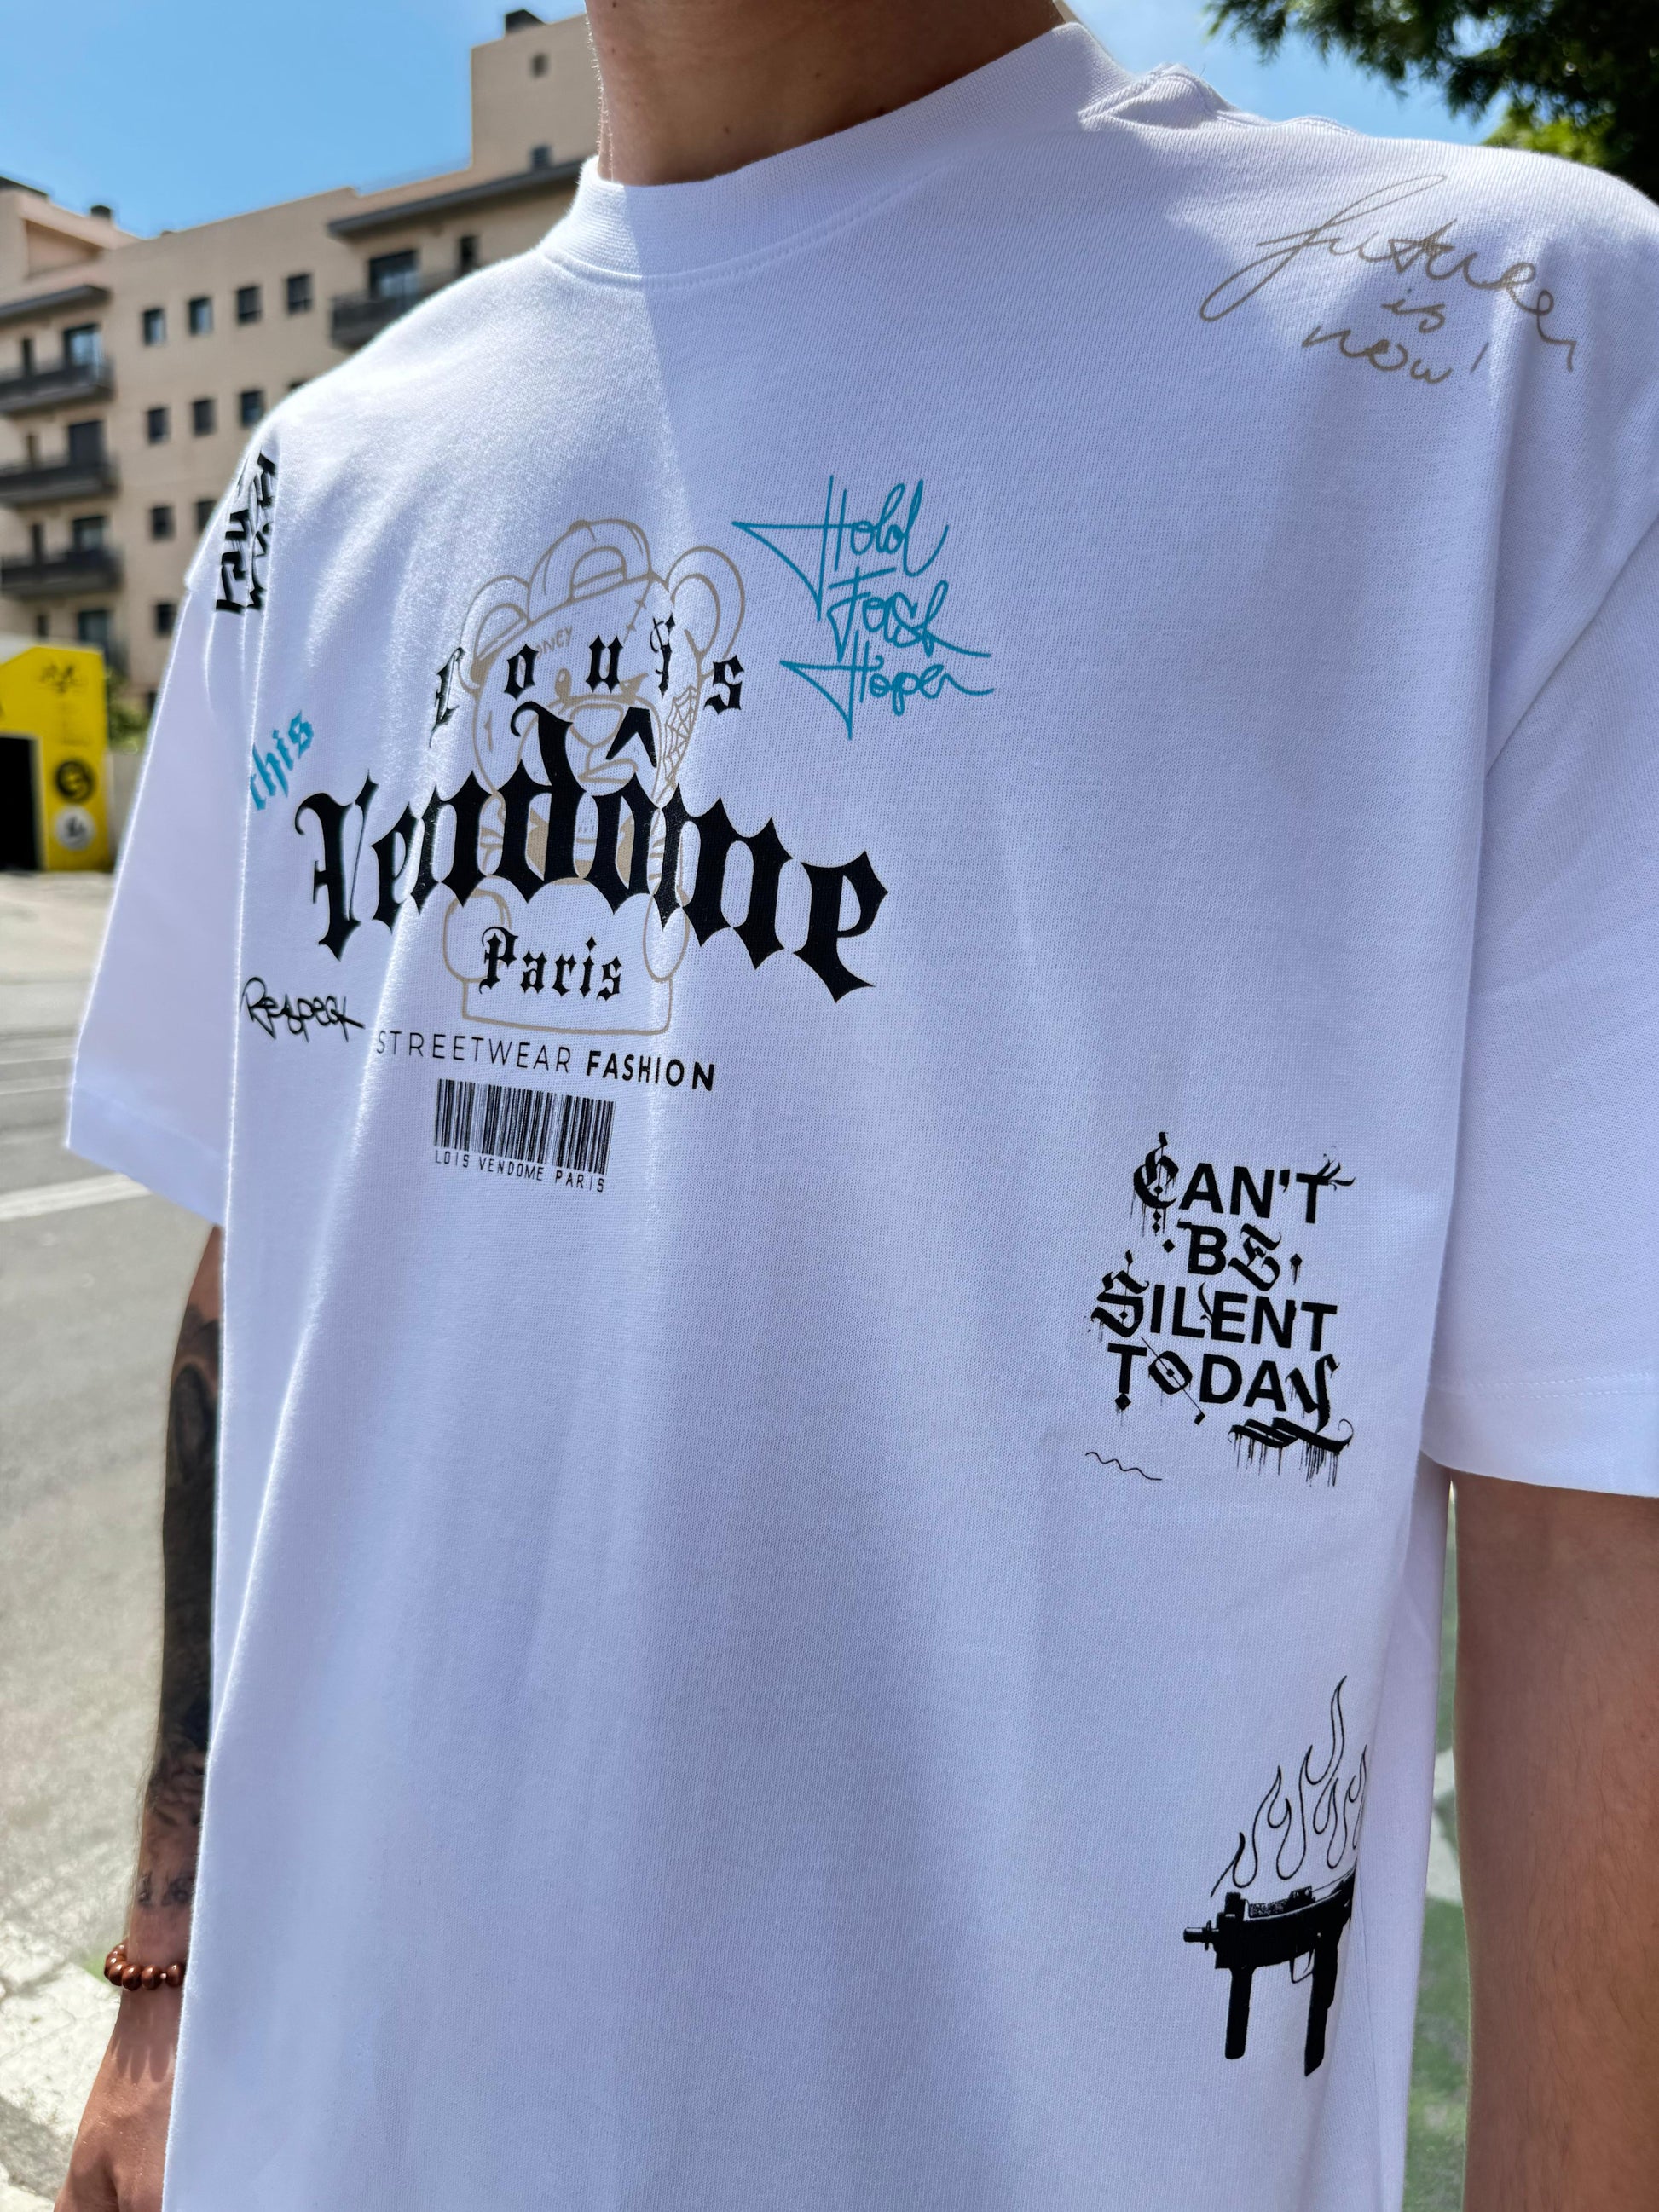 future
is
now!
Hold
Fast
Hope
Louis
this
Vendôme
Paris
Respect
STREETWEAR FASHION
LOIS VENDOME PARIS
CAN'T
BE
SILENT
TODAY